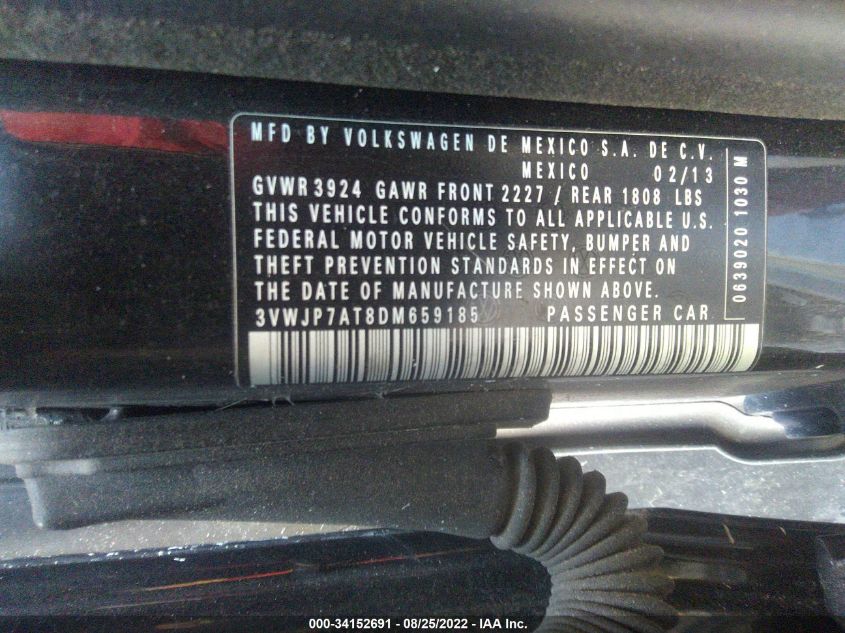 MFD BY VOLKSWAGEN DE MEXICO S.A. DE C.V.
MEXICO 02/13
GVWR 3924 GAWR FRONT 2227 / REAR 1808 LBS
THIS VEHICLE CONFORMS TO ALL APPLICABLE U.S.
FEDERAL MOTOR VEHICLE SAFETY, BUMPER AND
THEFT PREVENTION STANDARDS IN EFFECT ON
THE DATE OF MANUFACTURE SHOWN ABOVE.
3VWJP7AT8DM659185 PASSENGER CAR
0639020 1030 M
000-34152691 - 08/25/2022 - IAA Inc.